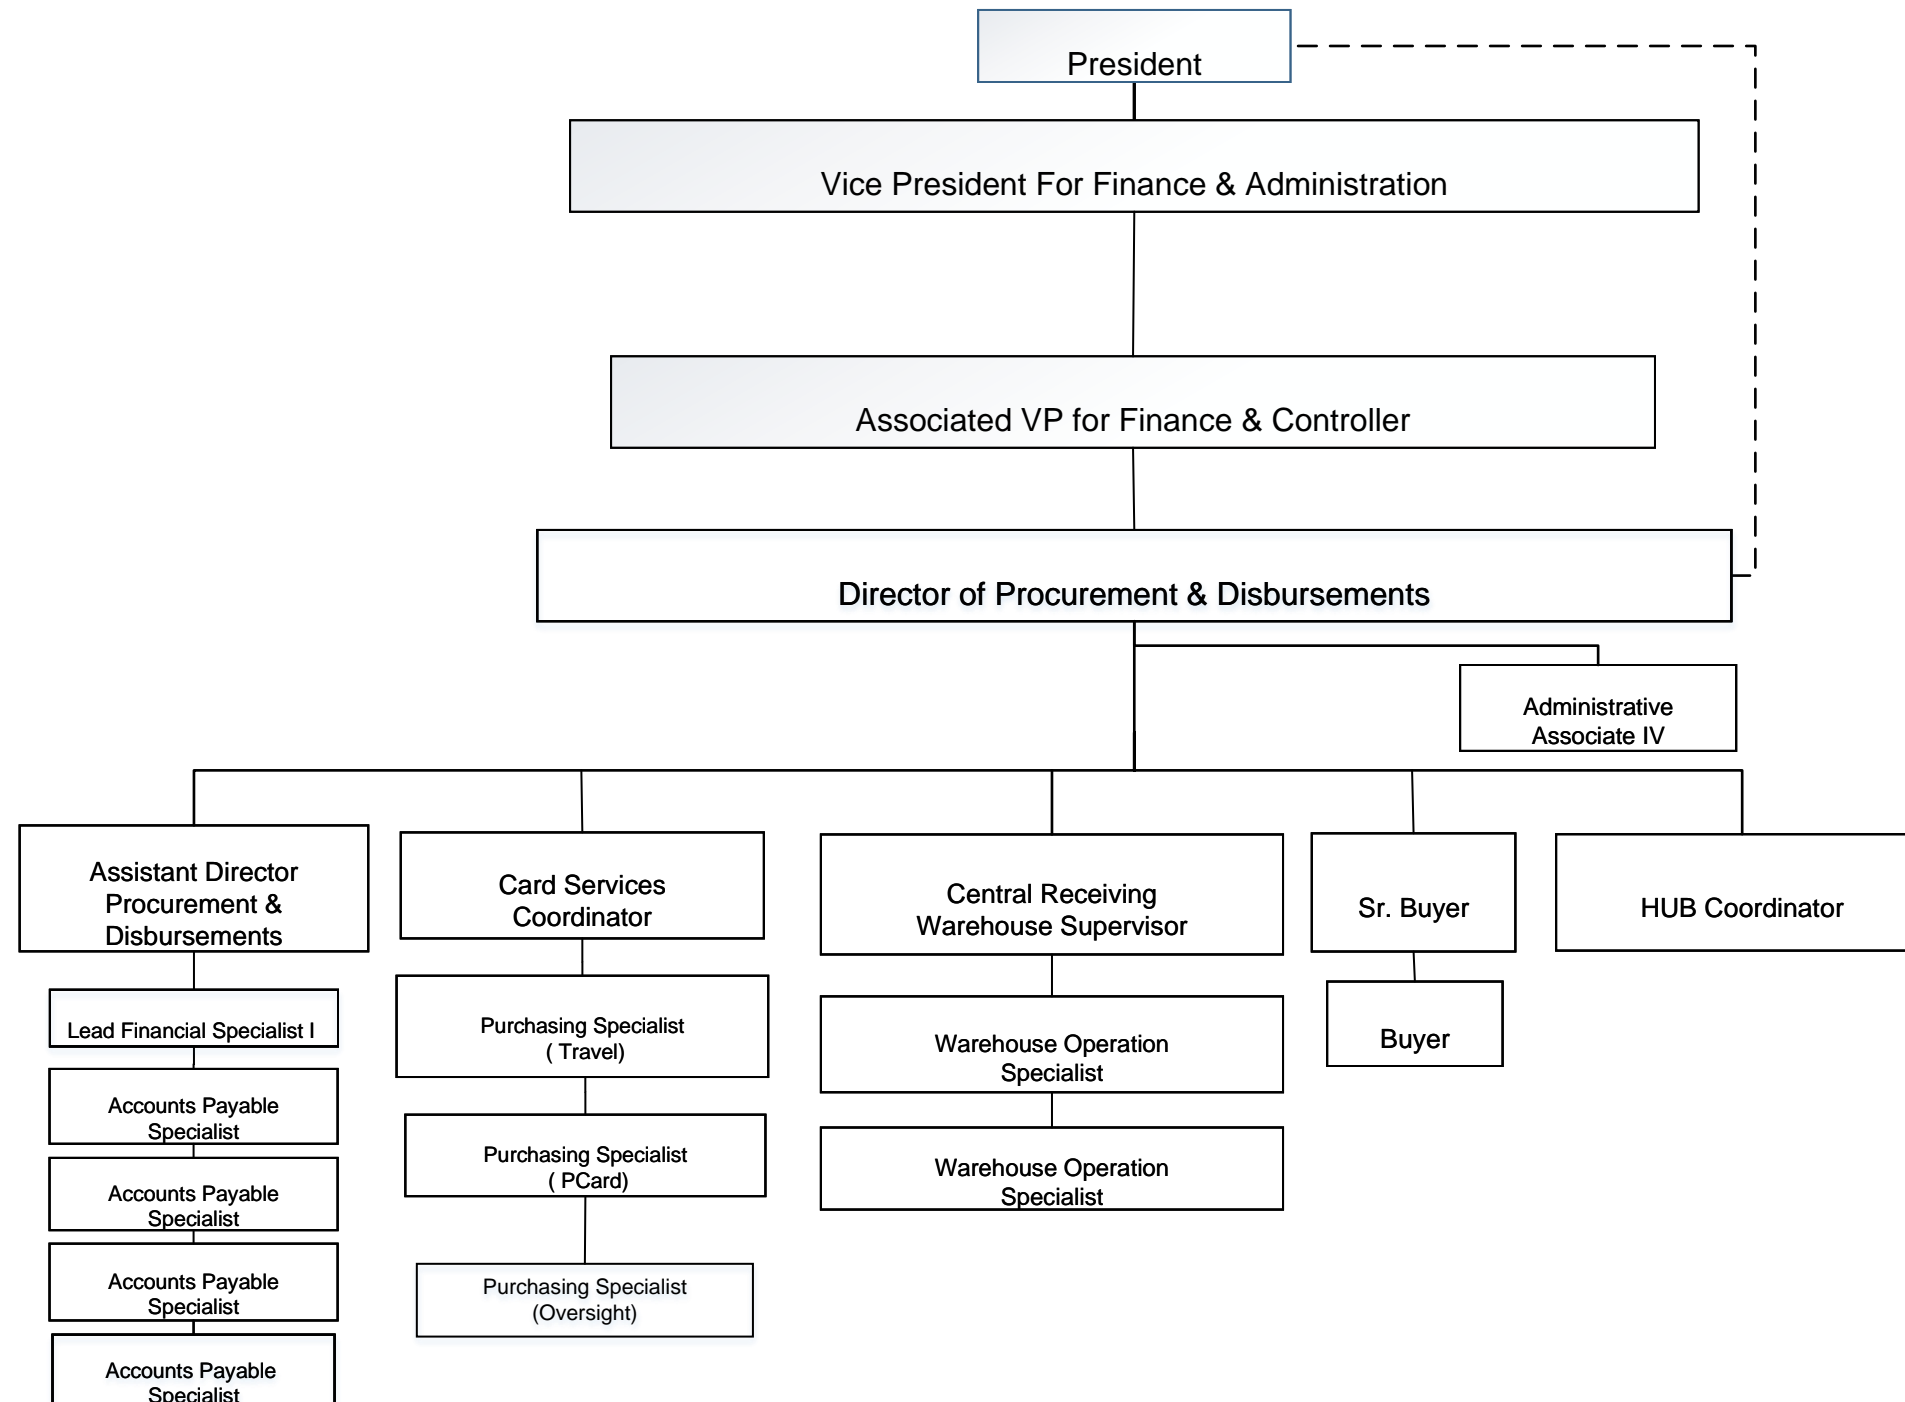 President
Vice President For Finance & Administration
Associated VP for Finance & Controller
Director of Procurement & Disbursements
Administrative
Associate IV
Assistant Director
Procurement &
Disbursements
Card Services
Coordinator
Central Receiving
Warehouse Supervisor
Sr. Buyer
HUB Coordinator
Lead Financial Specialist I
Accounts Payable
Specialist
Accounts Payable
Specialist
Accounts Payable
Specialist
Accounts Payable
Specialist
Purchasing Specialist
( Travel)
Purchasing Specialist
( PCard)
Purchasing Specialist
(Oversight)
Warehouse Operation
Specialist
Warehouse Operation
Specialist
Buyer